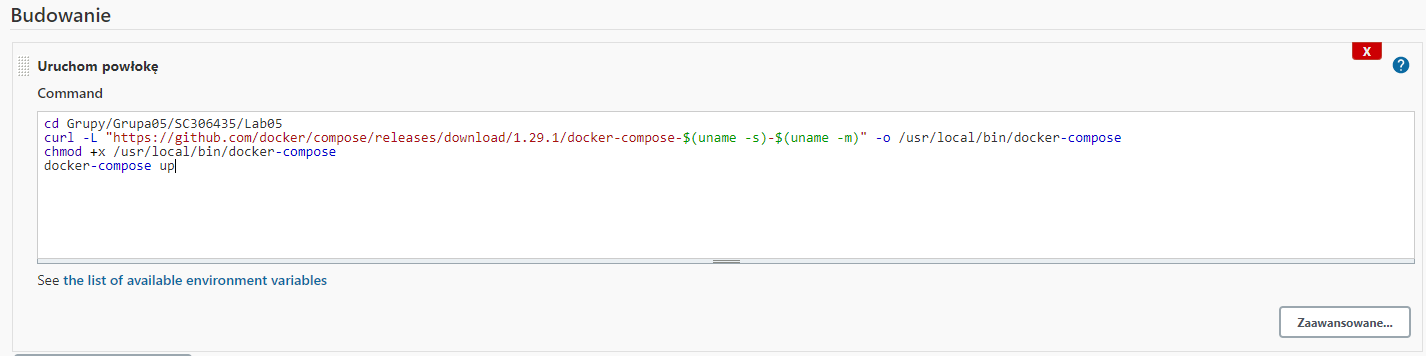 Budowanie
X
?
Uruchom powłokę
Command
cd Grupy/Grupa05/SC306435/Lab05
curl -L "https://github.com/docker/compose/releases/download/1.29.1/docker-compose-$(uname -s)-$(uname -m)" -o /usr/local/bin/docker-compose
chmod +x /usr/local/bin/docker-compose
docker-compose up
See the list of available environment variables
Zaawansowane...